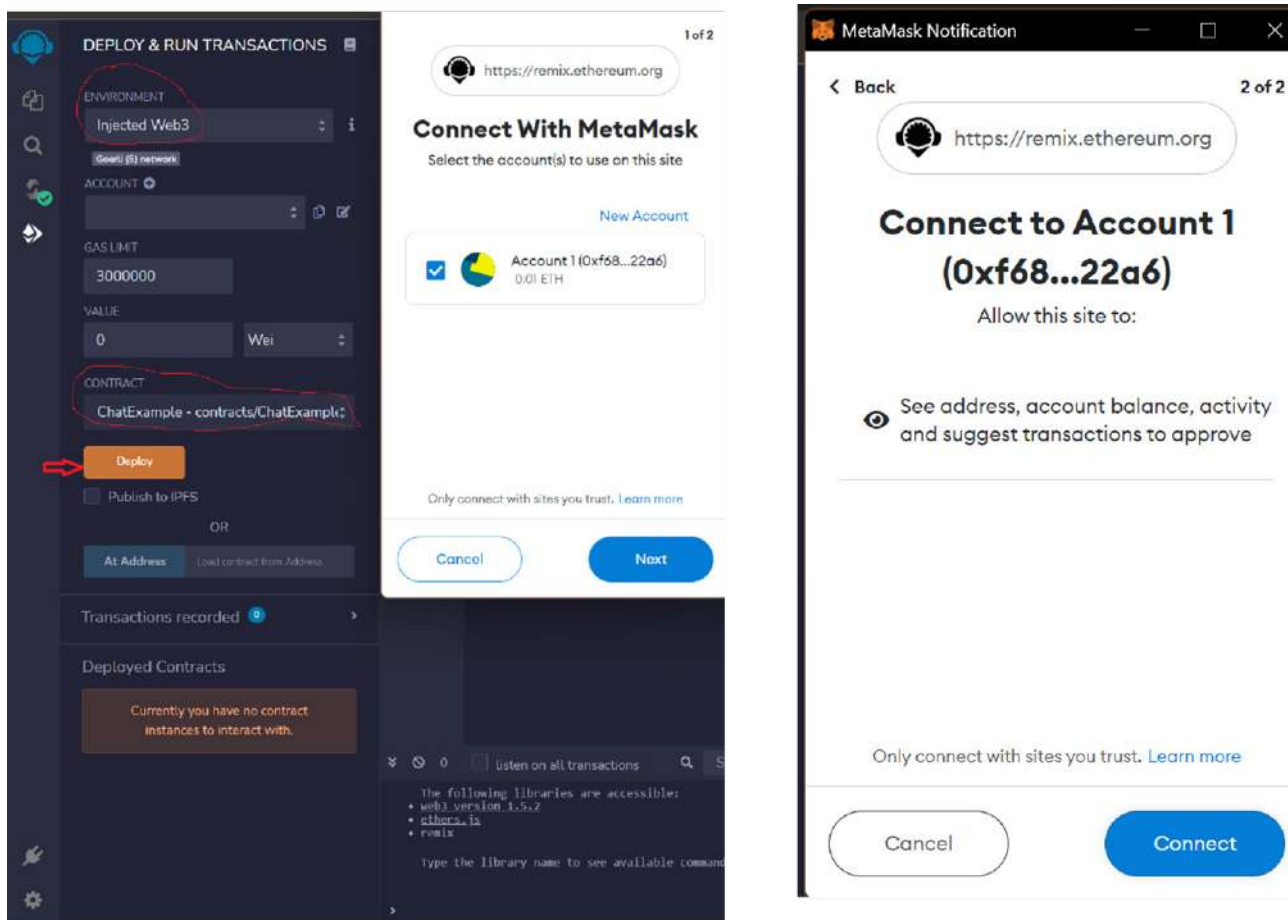 DEPLOY & RUN TRANSACTIONS
ENVIRONMENT
Injected Web3
Goerli (5) network
ACCOUNT
GAS LIMIT
3000000
VALUE
0
Wei
CONTRACT
ChatExample - contracts/ChatExample
Deploy
Publish to IPFS
OR
At Address
Load contract from Address
Transactions recorded 0
Deployed Contracts
Currently you have no contract
instances to interact with.
1 of 2
https://remix.ethereum.org
Connect With MetaMask
Select the account(s) to use on this site
New Account
Account 1 (0xf68...22a6)
0.01 ETH
Only connect with sites you trust. Learn more
Cancel
Next
0
listen on all transactions
S
The following libraries are accessible:
• web3 version 1.5.2
• ethers.js
• remix
Type the library name to see available command
>
MetaMask Notification
< Back
2 of 2
https://remix.ethereum.org
Connect to Account 1
(0xf68...22a6)
Allow this site to:
See address, account balance, activity
and suggest transactions to approve
Only connect with sites you trust. Learn more
Cancel
Connect